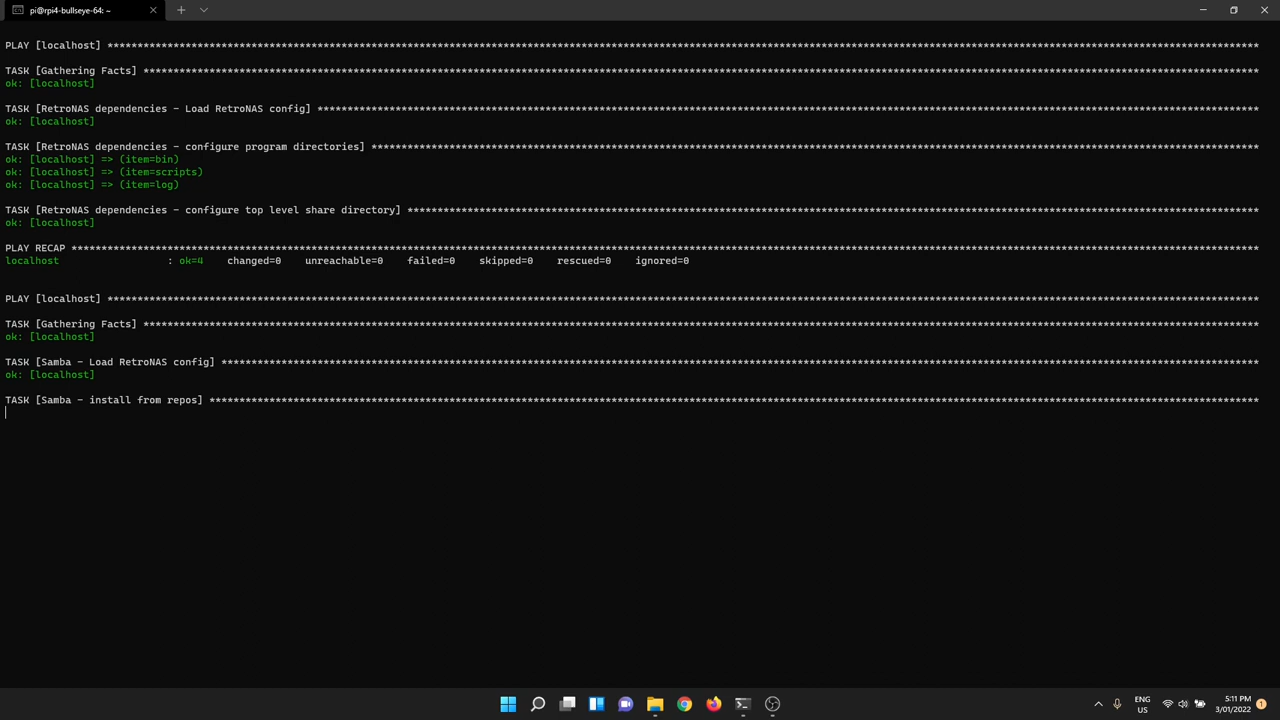 pi@rpi4-bullseye-64: ~
PLAY [localhost] ****************************************************************************************************************************************************************************************
TASK [Gathering Facts] **********************************************************************************************************************************************************************************
ok: [localhost]
TASK [RetroNAS dependencies - Load RetroNAS config] *****************************************************************************************************************************************************
ok: [localhost]
TASK [RetroNAS dependencies - configure program directories] ********************************************************************************************************************************************
ok: [localhost] => (item=bin)
ok: [localhost] => (item=scripts)
ok: [localhost] => (item=log)
TASK [RetroNAS dependencies - configure top level share directory] **************************************************************************************************************************************
ok: [localhost]
PLAY RECAP **********************************************************************************************************************************************************************************************
localhost                  : ok=4    changed=0    unreachable=0    failed=0    skipped=0    rescued=0    ignored=0
PLAY [localhost] ****************************************************************************************************************************************************************************************
TASK [Gathering Facts] **********************************************************************************************************************************************************************************
ok: [localhost]
TASK [Samba - Load RetroNAS config] *********************************************************************************************************************************************************************
ok: [localhost]
TASK [Samba - install from repos] ***********************************************************************************************************************************************************************
ENG
US
5:11 PM
3/01/2022
1